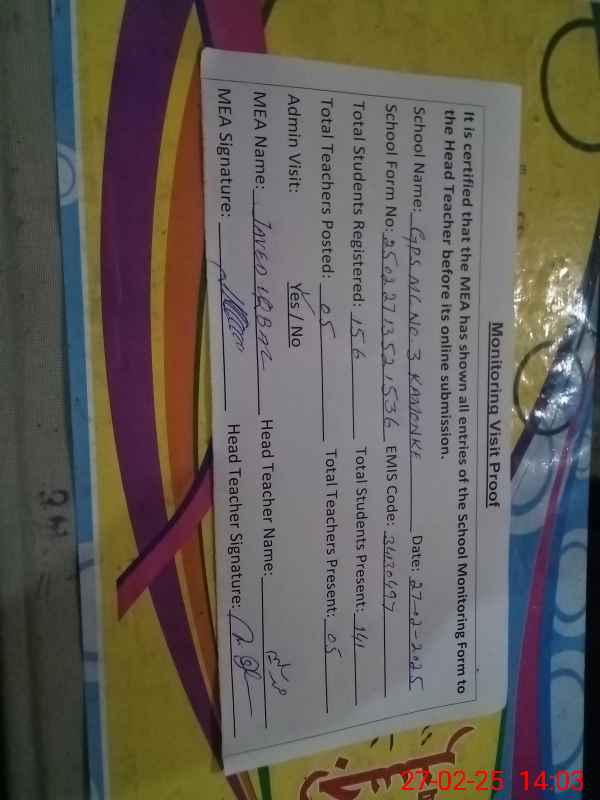 Monitoring Visit Proof
It is certified that the MEA has shown all entries of the School Monitoring Form to
the Head Teacher before its online submission.
School Name: GPS MC No. 3 KAMONKE Date: 27-02-2025
School Form No: 25022713521536 EMIS Code: 34130497
Total Students Registered: 156 Total Students Present: 141
Total Teachers Posted: 05 Total Teachers Present: 05
Admin Visit: Yes / No
MEA Name: JAVED IQBAL Head Teacher Name:
MEA Signature: Head Teacher Signature:
27-02-25 14:03